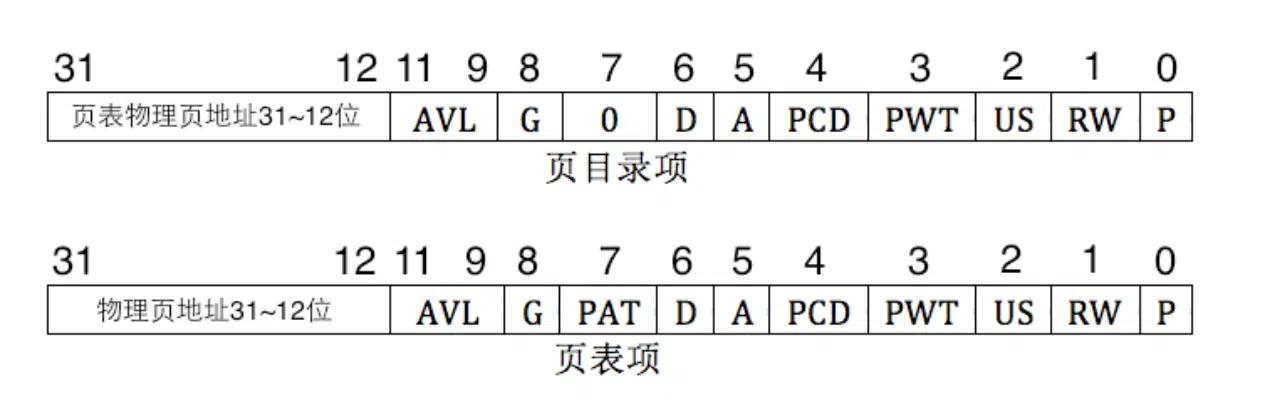 31 12 11 9 8 7 6 5 4 3 2 1 0
页表物理页地址31~12位 AVL G 0 D A PCD PWT US RW P
页目录项
31 12 11 9 8 7 6 5 4 3 2 1 0
物理页地址31~12位 AVL G PAT D A PCD PWT US RW P
页表项